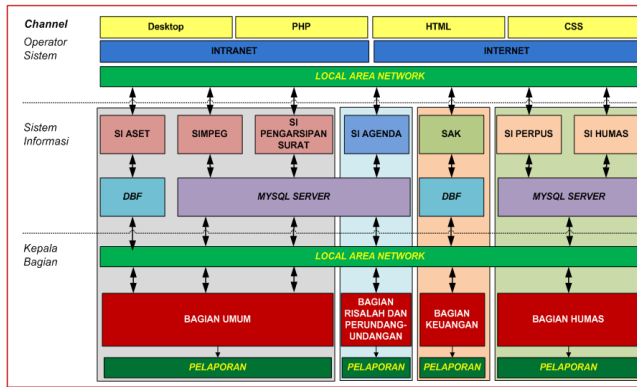 Channel
Desktop
PHP
HTML
CSS
Operator
Sistem
INTRANET
INTERNET
LOCAL AREA NETWORK
Sistem
Informasi
SI ASET
SIMPEG
SI
PENGARSIPAN
SURAT
SI AGENDA
SAK
SI PERPUS
SI HUMAS
DBF
MYSQL SERVER
DBF
MYSQL SERVER
Kepala
Bagian
LOCAL AREA NETWORK
BAGIAN UMUM
BAGIAN
RISALAH DAN
PERUNDANG-
UNDANGAN
BAGIAN
KEUANGAN
BAGIAN HUMAS
PELAPORAN
PELAPORAN
PELAPORAN
PELAPORAN